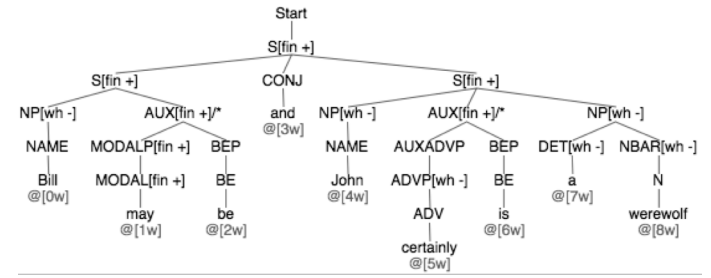 Start
S[fin +]
S[fin +] CONJ S[fin +]
NP[wh -] AUX[fin +]/* and NP[wh -] AUX[fin +]/* NP[wh -]
@[3w]
NAME MODALP[fin +] BEP NAME AUXADVP BEP DET[wh -] NBAR[wh -]
Bill MODAL[fin +] BE John ADVP[wh -] BE a N
@[0w] @[4w] @[7w]
may be ADV is werewolf
@[1w] @[2w] @[6w] @[8w]
certainly
@[5w]